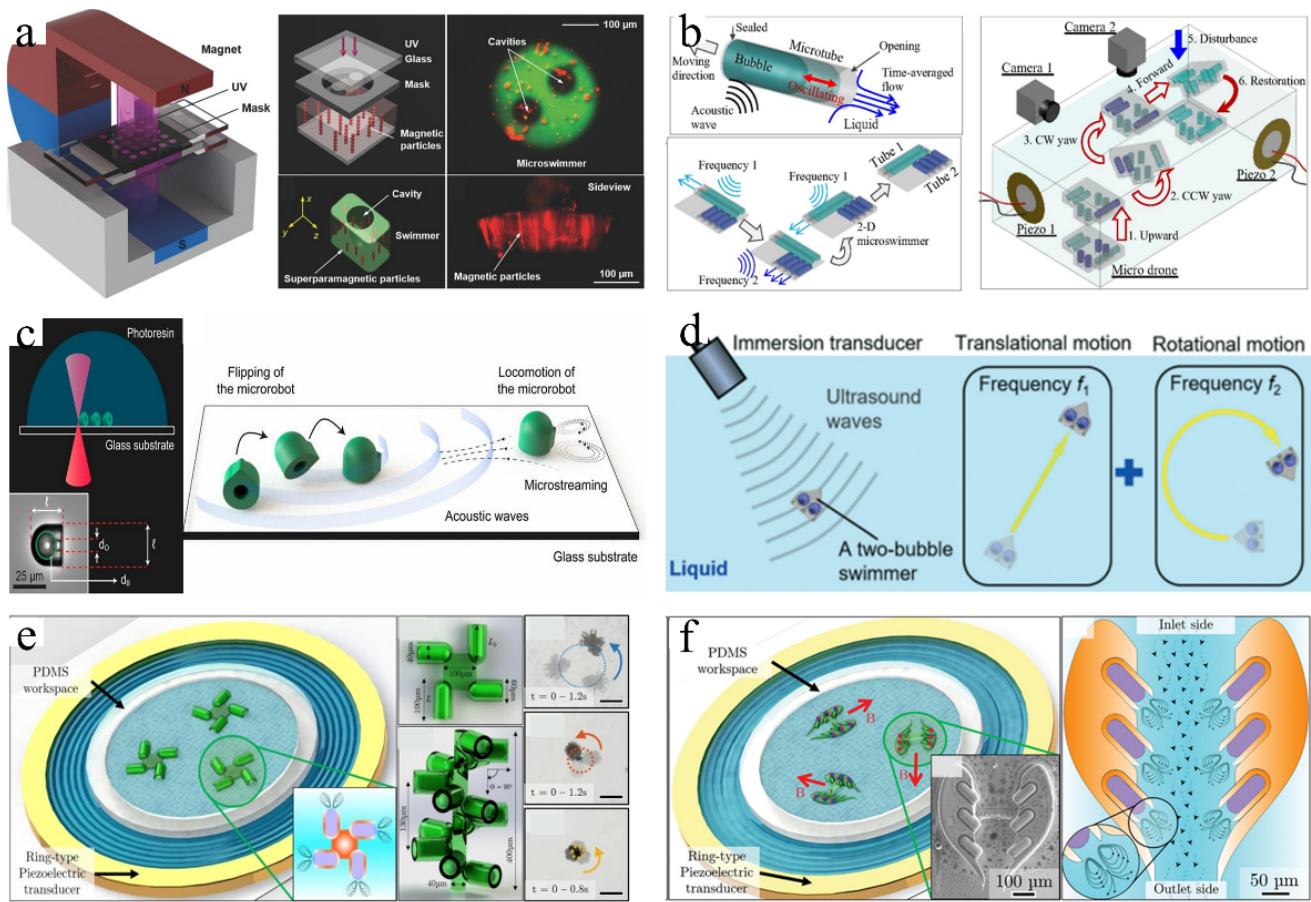 a
Magnet
N
UV
Mask
S
UV
Glass
Mask
Magnetic
particles
100 µm
Cavities
Microswimmer
x
y
z
Cavity
Swimmer
Superparamagnetic particles
Sideview
Magnetic particles
100 µm
b
Sealed
Moving
direction
Bubble
Microtube
Opening
Oscillating
Time-averaged
flow
Acoustic
wave
Liquid
Frequency 1
Frequency 1
Tube 1
Tube 2
2-D
microswimmer
Frequency 2
Camera 2
5. Disturbance
Camera 1
4. Forward
6. Restoration
3. CW yaw
Piezo 2
2. CCW yaw
Piezo 1
1. Upward
Micro drone
c
Photoresin
Glass substrate
25 µm
ℓ
ℓ
dO
dB
Flipping of
the microrobot
Locomotion of
the microrobot
Microstreaming
Acoustic waves
Glass substrate
d
Immersion transducer
Ultrasound
waves
Liquid
A two-bubble
swimmer
Translational motion
Frequency f1
Rotational motion
Frequency f2
e
PDMS
workspace
Ring-type
Piezoelectric
transducer
40µm
100µm
60µm
100µm
Θ = 90°
130µm
400µm
40µm
t = 0 − 1.2s
t = 0 − 1.2s
t = 0 − 0.8s
f
PDMS
workspace
B
B
B
Ring-type
Piezoelectric
transducer
100 µm
Inlet side
Outlet side
50 µm